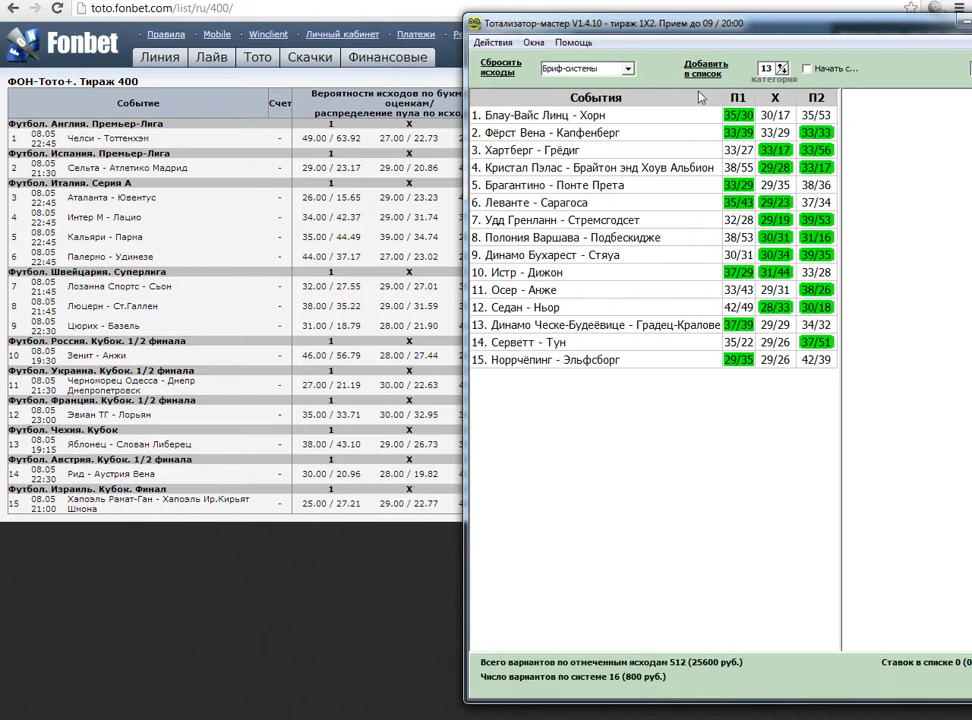 toto.fonbet.com/list/ru/400/
Fonbet
Правила Mobile Winclient Личный кабинет Платежи
Линия Лайв Тото Скачки Финансовые
ФОН-Тото+. Тираж 400
Событие Счет Вероятности исходов по букм
оценкам/
распределение пула по исхо
1 X
Футбол. Англия. Премьер-Лига 1 X
1 08.05 22:45 Челси - Тоттенхэм - 49.00 / 63.92 27.00 / 22.73
Футбол. Испания. Премьер-Лига 1 X
2 08.05 21:30 Сельта - Атлетико Мадрид - 29.00 / 23.17 29.00 / 20.86
Футбол. Италия. Серия А 1 X
3 08.05 22:45 Аталанта - Ювентус - 26.00 / 15.65 29.00 / 23.23
4 08.05 22:45 Интер М - Лацио - 34.00 / 42.37 29.00 / 31.74
5 08.05 22:45 Кальяри - Парма - 35.00 / 44.49 39.00 / 34.74
6 08.05 22:45 Палермо - Удинезе - 44.00 / 37.17 27.00 / 23.02
Футбол. Швейцария. Суперлига 1 X
7 08.05 22:45 Лозанна Спортс - Сьон - 32.00 / 27.55 29.00 / 27.01
8 08.05 22:45 Люцерн - Ст.Галлен - 38.00 / 35.22 29.00 / 31.59
9 08.05 22:45 Цюрих - Базель - 31.00 / 18.79 28.00 / 21.90
Футбол. Россия. Кубок. 1/2 финала 1 X
10 08.05 19:30 Зенит - Анжи - 46.00 / 56.79 28.00 / 27.44
Футбол. Украина. Кубок. 1/2 финала 1 X
11 08.05 21:30 Черноморец Одесса - Днепр Днепропетровск - 27.00 / 21.19 30.00 / 22.63
Футбол. Франция. Кубок. 1/2 финала 1 X
12 08.05 23:00 Эвиан ТГ - Лорьян - 35.00 / 33.71 30.00 / 32.95
Футбол. Чехия. Кубок 1 X
13 08.05 19:15 Яблонец - Слован Либерец - 38.00 / 43.10 29.00 / 26.73
Футбол. Австрия. Кубок. 1/2 финала 1 X
14 08.05 22:30 Рид - Аустрия Вена - 30.00 / 20.96 28.00 / 19.82
Футбол. Израиль. Кубок. Финал 1 X
15 08.05 21:00 Хапоэль Рамат-Ган - Хапоэль Ир.Кирьят Шмона - 25.00 / 27.21 29.00 / 22.77
Тотализатор-мастер V1.4.10 - тираж 1X2. Прием до 09 / 20:00
Действия Окна Помощь
Сбросить исходы Бриф-системы Добавить в список 13 категория Начать с...
События П1 X П2
1. Блау-Вайс Линц - Хорн 35/30 30/17 35/53
2. Фёрст Вена - Капфенберг 33/39 33/29 33/33
3. Хартберг - Грёдиг 33/27 33/17 33/56
4. Кристал Пэлас - Брайтон энд Хоув Альбион 38/55 29/28 33/17
5. Брагантино - Понте Прета 33/29 29/35 38/36
6. Леванте - Сарагоса 35/43 29/23 37/34
7. Удд Гренланн - Стремсгодсет 32/28 29/19 39/53
8. Полония Варшава - Подбескидже 38/53 30/31 31/16
9. Динамо Бухарест - Стяуа 30/31 30/34 39/35
10. Истр - Дижон 37/29 31/44 33/28
11. Осер - Анже 33/43 29/31 38/26
12. Седан - Ньор 42/49 28/33 30/18
13. Динамо Ческе-Будеёвице - Градец-Кралове 37/39 29/29 34/32
14. Серветт - Тун 35/22 29/26 37/51
15. Норрчёпинг - Эльфсборг 29/35 29/26 42/39
Всего вариантов по отмеченным исходам 512 (25600 руб.)
Число вариантов по системе 16 (800 руб.)
Ставок в списке 0 (0